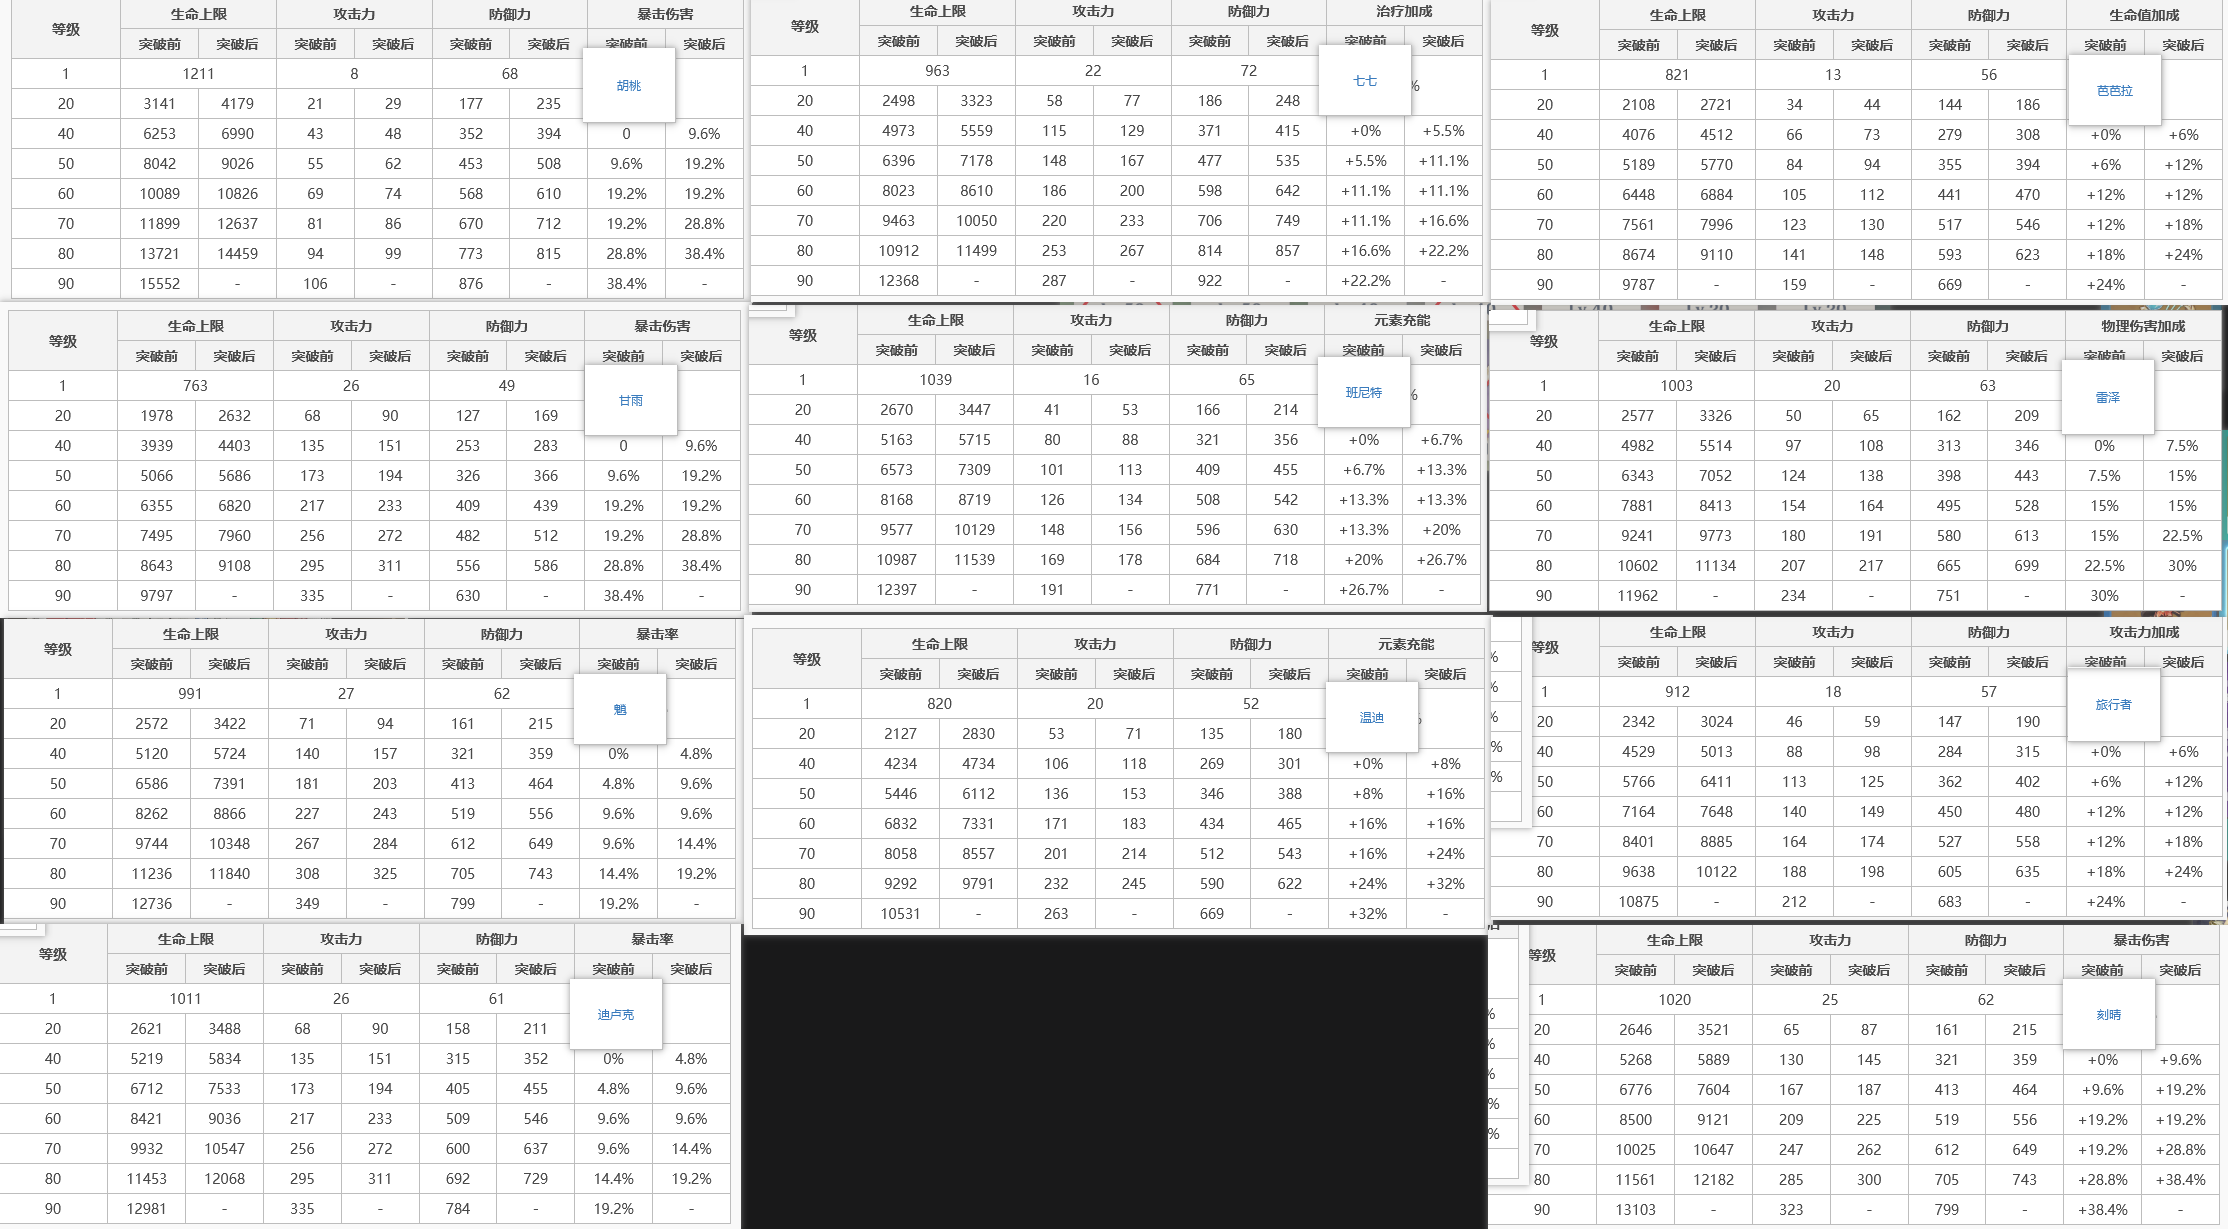 等级 生命上限 攻击力 防御力 暴击伤害
突破前 突破后 突破前 突破后 突破前 突破后 突破前 突破后
胡桃
1 1211 8 68
20 3141 4179 21 29 177 235
40 6253 6990 43 48 352 394 0 9.6%
50 8042 9026 55 62 453 508 9.6% 19.2%
60 10089 10826 69 74 568 610 19.2% 19.2%
70 11899 12637 81 86 670 712 19.2% 28.8%
80 13721 14459 94 99 773 815 28.8% 38.4%
90 15552 - 106 - 876 - 38.4% -
等级 生命上限 攻击力 防御力 治疗加成
突破前 突破后 突破前 突破后 突破前 突破后 突破前 突破后
七七
1 963 22 72 %
20 2498 3323 58 77 186 248
40 4973 5559 115 129 371 415 +0% +5.5%
50 6396 7178 148 167 477 535 +5.5% +11.1%
60 8023 8610 186 200 598 642 +11.1% +11.1%
70 9463 10050 220 233 706 749 +11.1% +16.6%
80 10912 11499 253 267 814 857 +16.6% +22.2%
90 12368 - 287 - 922 - +22.2% -
等级 生命上限 攻击力 防御力 生命值加成
突破前 突破后 突破前 突破后 突破前 突破后 突破前 突破后
芭芭拉
1 821 13 56
20 2108 2721 34 44 144 186
40 4076 4512 66 73 279 308 +0% +6%
50 5189 5770 84 94 355 394 +6% +12%
60 6448 6884 105 112 441 470 +12% +12%
70 7561 7996 123 130 517 546 +12% +18%
80 8674 9110 141 148 593 623 +18% +24%
90 9787 - 159 - 669 - +24% -
等级 生命上限 攻击力 防御力 暴击伤害
突破前 突破后 突破前 突破后 突破前 突破后 突破前 突破后
甘雨
1 763 26 49
20 1978 2632 68 90 127 169
40 3939 4403 135 151 253 283 0 9.6%
50 5066 5686 173 194 326 366 9.6% 19.2%
60 6355 6820 217 233 409 439 19.2% 19.2%
70 7495 7960 256 272 482 512 19.2% 28.8%
80 8643 9108 295 311 556 586 28.8% 38.4%
90 9797 - 335 - 630 - 38.4% -
等级 生命上限 攻击力 防御力 元素充能
突破前 突破后 突破前 突破后 突破前 突破后 突破前 突破后
班尼特
1 1039 16 65 %
20 2670 3447 41 53 166 214
40 5163 5715 80 88 321 356 +0% +6.7%
50 6573 7309 101 113 409 455 +6.7% +13.3%
60 8168 8719 126 134 508 542 +13.3% +13.3%
70 9577 10129 148 156 596 630 +13.3% +20%
80 10987 11539 169 178 684 718 +20% +26.7%
90 12397 - 191 - 771 - +26.7% -
等级 生命上限 攻击力 防御力 物理伤害加成
突破前 突破后 突破前 突破后 突破前 突破后 突破前 突破后
雷泽
1 1003 20 63
20 2577 3326 50 65 162 209
40 4982 5514 97 108 313 346 0% 7.5%
50 6343 7052 124 138 398 443 7.5% 15%
60 7881 8413 154 164 495 528 15% 15%
70 9241 9773 180 191 580 613 15% 22.5%
80 10602 11134 207 217 665 699 22.5% 30%
90 11962 - 234 - 751 - 30% -
等级 生命上限 攻击力 防御力 暴击率
突破前 突破后 突破前 突破后 突破前 突破后 突破前 突破后
魈
1 991 27 62
20 2572 3422 71 94 161 215
40 5120 5724 140 157 321 359 0% 4.8%
50 6586 7391 181 203 413 464 4.8% 9.6%
60 8262 8866 227 243 519 556 9.6% 9.6%
70 9744 10348 267 284 612 649 9.6% 14.4%
80 11236 11840 308 325 705 743 14.4% 19.2%
90 12736 - 349 - 799 - 19.2% -
等级 生命上限 攻击力 防御力 元素充能
突破前 突破后 突破前 突破后 突破前 突破后 突破前 突破后
温迪
1 820 20 52
20 2127 2830 53 71 135 180
40 4234 4734 106 118 269 301 +0% +8%
50 5446 6112 136 153 346 388 +8% +16%
60 6832 7331 171 183 434 465 +16% +16%
70 8058 8557 201 214 512 543 +16% +24%
80 9292 9791 232 245 590 622 +24% +32%
90 10531 - 263 - 669 - +32% -
等级 生命上限 攻击力 防御力 攻击力加成
突破前 突破后 突破前 突破后 突破前 突破后 突破前 突破后
旅行者
1 912 18 57
20 2342 3024 46 59 147 190
40 4529 5013 88 98 284 315 +0% +6%
50 5766 6411 113 125 362 402 +6% +12%
60 7164 7648 140 149 450 480 +12% +12%
70 8401 8885 164 174 527 558 +12% +18%
80 9638 10122 188 198 605 635 +18% +24%
90 10875 - 212 - 683 - +24% -
等级 生命上限 攻击力 防御力 暴击率
突破前 突破后 突破前 突破后 突破前 突破后 突破前 突破后
迪卢克
1 1011 26 61
20 2621 3488 68 90 158 211
40 5219 5834 135 151 315 352 0% 4.8%
50 6712 7533 173 194 405 455 4.8% 9.6%
60 8421 9036 217 233 509 546 9.6% 9.6%
70 9932 10547 256 272 600 637 9.6% 14.4%
80 11453 12068 295 311 692 729 14.4% 19.2%
90 12981 - 335 - 784 - 19.2% -
等级 生命上限 攻击力 防御力 暴击伤害
突破前 突破后 突破前 突破后 突破前 突破后 突破前 突破后
刻晴
1 1020 25 62
20 2646 3521 65 87 161 215
40 5268 5889 130 145 321 359 +0% +9.6%
50 6776 7604 167 187 413 464 +9.6% +19.2%
60 8500 9121 209 225 519 556 +19.2% +19.2%
70 10025 10647 247 262 612 649 +19.2% +28.8%
80 11561 12182 285 300 705 743 +28.8% +38.4%
90 13103 - 323 - 799 - +38.4% -